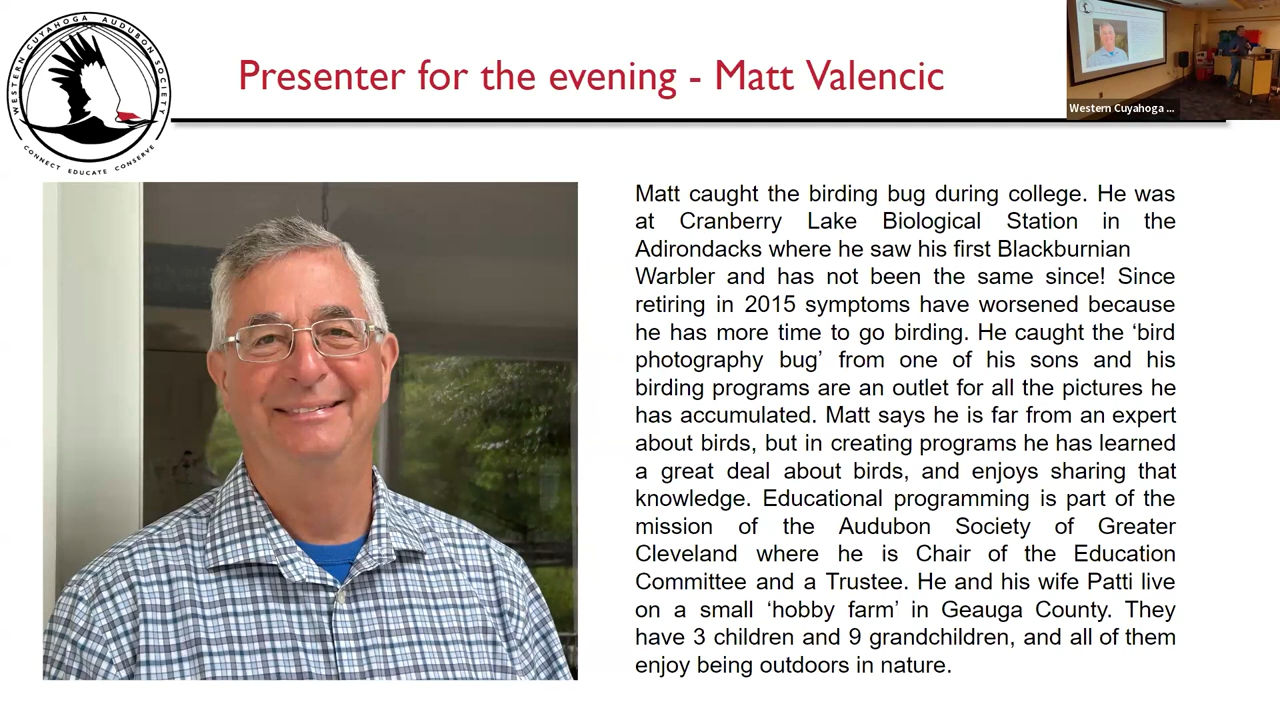 WESTERN CUYAHOGA AUDUBON SOCIETY
CONNECT EDUCATE CONSERVE
Presenter for the evening - Matt Valencic
Western Cuyahoga ...
Matt caught the birding bug during college. He was
at Cranberry Lake Biological Station in the
Adirondacks where he saw his first Blackburnian
Warbler and has not been the same since! Since
retiring in 2015 symptoms have worsened because
he has more time to go birding. He caught the ‘bird
photography bug’ from one of his sons and his
birding programs are an outlet for all the pictures he
has accumulated. Matt says he is far from an expert
about birds, but in creating programs he has learned
a great deal about birds, and enjoys sharing that
knowledge. Educational programming is part of the
mission of the Audubon Society of Greater
Cleveland where he is Chair of the Education
Committee and a Trustee. He and his wife Patti live
on a small ‘hobby farm’ in Geauga County. They
have 3 children and 9 grandchildren, and all of them
enjoy being outdoors in nature.